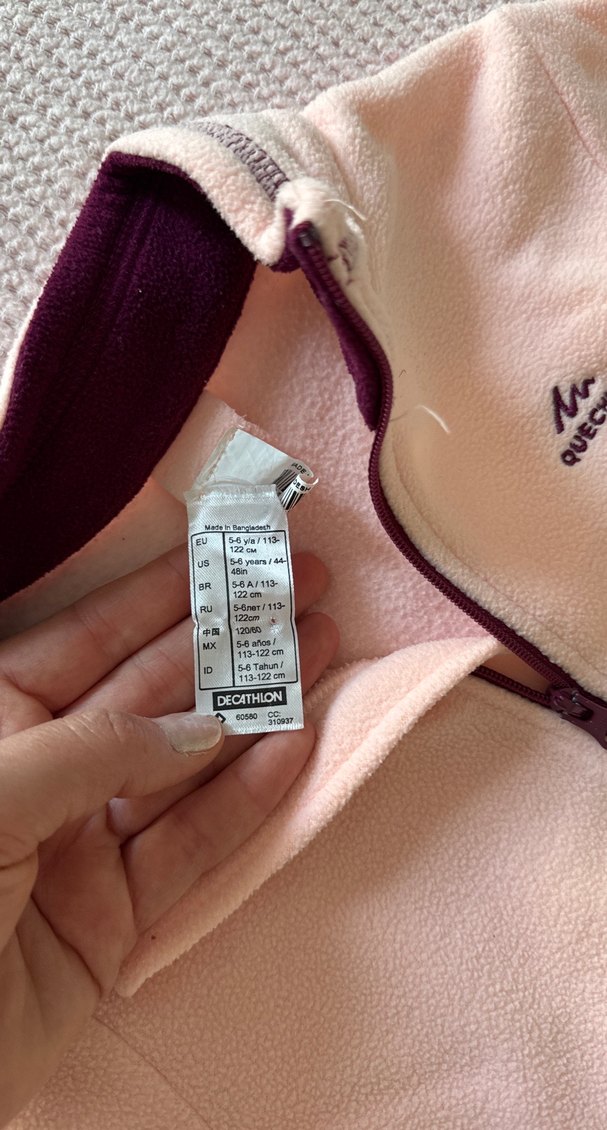 Made in Bangladesh
EU 5-6 y/a / 113-
122 см
US 5-6 years / 44-
48in
BR 5-6 A / 113-
122 cm
RU 5-6лет / 113-
122cm
中国 120/60
MX 5-6 años /
113-122 cm
ID 5-6 Tahun /
113-122 cm
DECATHLON
60580 CC:
310937
QUECH